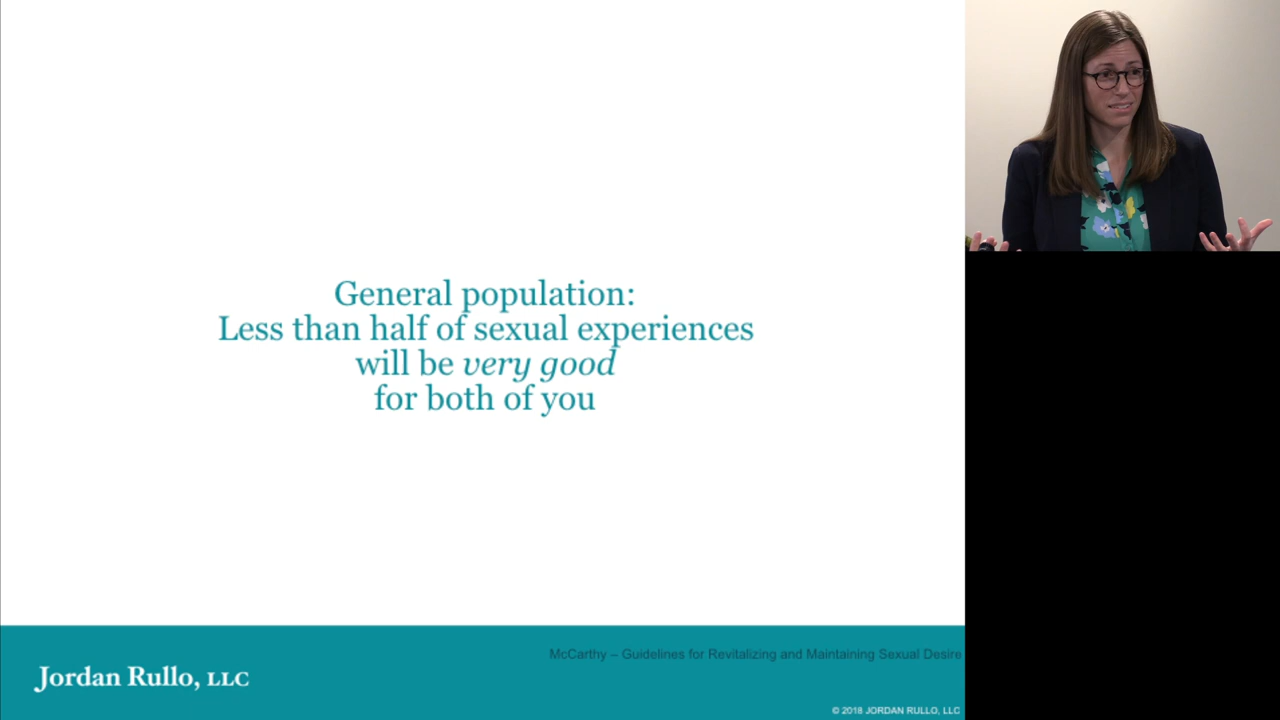 General population:
Less than half of sexual experiences
will be very good
for both of you
McCarthy – Guidelines for Revitalizing and Maintaining Sexual Desire
Jordan Rullo, LLC
© 2018 JORDAN RULLO, LLC